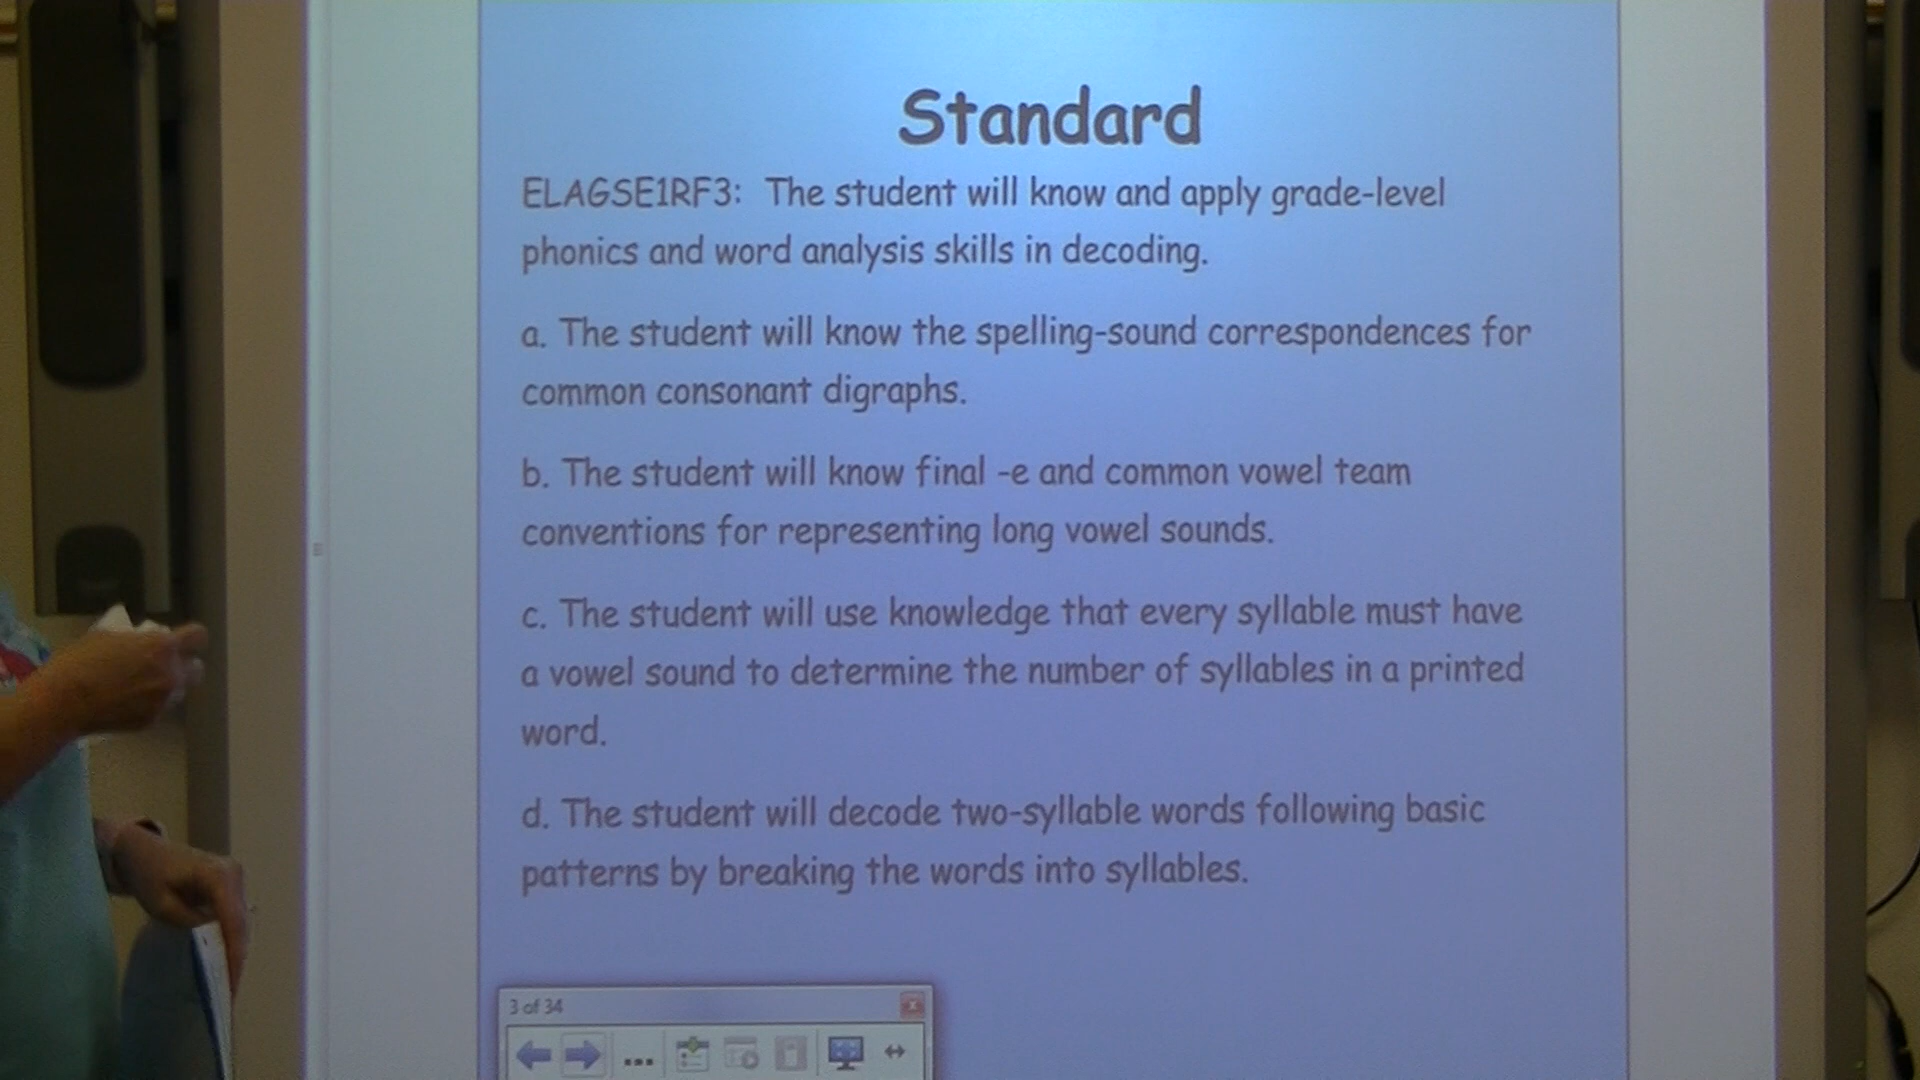 Standard
ELAGSE1RF3: The student will know and apply grade-level
phonics and word analysis skills in decoding.
a. The student will know the spelling-sound correspondences for
common consonant digraphs.
b. The student will know final -e and common vowel team
conventions for representing long vowel sounds.
c. The student will use knowledge that every syllable must have
a vowel sound to determine the number of syllables in a printed
word.
d. The student will decode two-syllable words following basic
patterns by breaking the words into syllables.
3 of 34